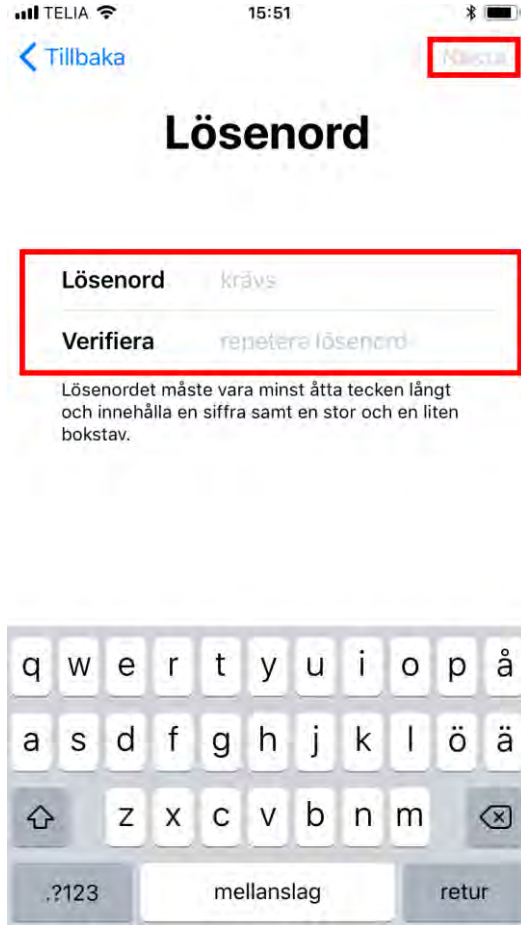 TELIA 15:51
Tillbaka Nästa
Lösenord
Lösenord krävs
Verifiera repetera lösenord
Lösenordet måste vara minst åtta tecken långt
och innehålla en siffra samt en stor och en liten
bokstav.
q w e r t y u i o p å
a s d f g h j k l ö ä
z x c v b n m
.?123 mellanslag retur